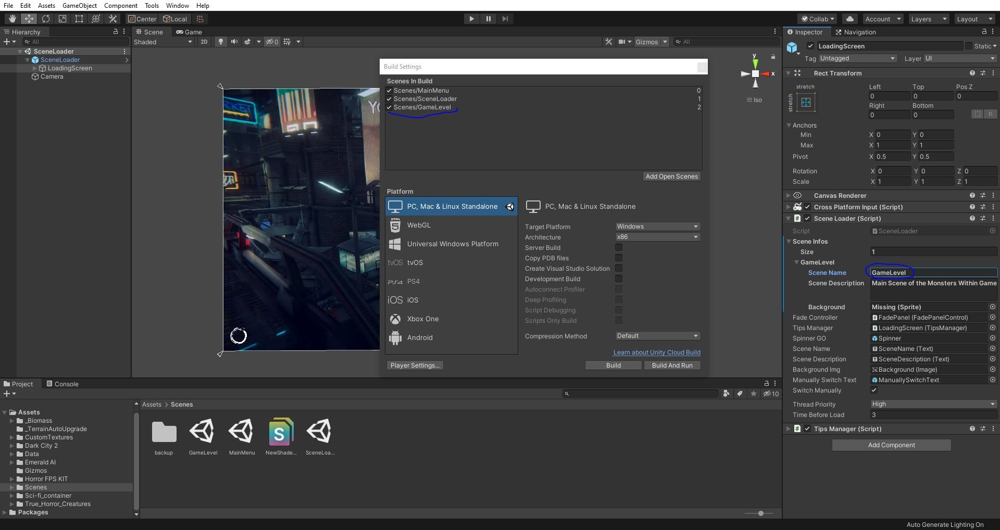 File Edit Assets GameObject Component Tools Window Help
Center Local Collab Account Layers Layout
Hierarchy
All
SceneLoader
SceneLoader
LoadingScreen
Camera
Scene Game
Shaded 2D 0 Gizmos All
KET
YO
y
x
Iso
Build Settings
Scenes In Build
Scenes/MainMenu 0
Scenes/SceneLoader 1
Scenes/GameLevel 2
Add Open Scenes
Platform
PC, Mac & Linux Standalone
HTML
5 WebGL
Universal Windows Platform
tvOS tvOS
PS4 PS4
iOS iOS
Xbox One
Android
PC, Mac & Linux Standalone
Target Platform Windows
Architecture x86
Server Build
Copy PDB files
Create Visual Studio Solution
Development Build
Autoconnect Profiler
Deep Profiling
Script Debugging
Scripts Only Build
Compression Method Default
Learn about Unity Cloud Build
Player Settings... Build Build And Run
Inspector Navigation
LoadingScreen Static
Tag Untagged Layer UI
Rect Transform
stretch
stretch
Left Top Pos Z
0 0 0
Right Bottom
0 0 R
Anchors
Min X 0 Y 0
Max X 1 Y 1
Pivot X 0.5 Y 0.5
Rotation X 0 Y 0 Z 0
Scale X 1 Y 1 Z 1
Canvas Renderer
Cross Platform Input (Script)
# Scene Loader (Script)
Script SceneLoader
Scene Infos
Size 1
GameLevel
Scene Name GameLevel
Scene Description Main Scene of the Monsters Within Game
Background Missing (Sprite)
Fade Controller FadePanel (FadePanelControl)
Tips Manager LoadingScreen (TipsManager)
Spinner GO Spinner
Scene Name SceneName (Text)
Scene Description SceneDescription (Text)
Background Img Background (Image)
Manually Switch Text ManuallySwitchText
Switch Manually
Thread Priority High
Time Before Load 3
# Tips Manager (Script)
Add Component
Project Console
10
Assets
_Biomass
_TerrainAutoUpgrade
CustomTextures
Dark City 2
Data
Emerald AI
Gizmos
Horror FPS KIT
Scenes
Sci-fi_container
True_Horror_Creatures
Packages
Assets > Scenes
S
backup GameLevel MainMenu NewShade... SceneLoa...
Auto Generate Lighting On